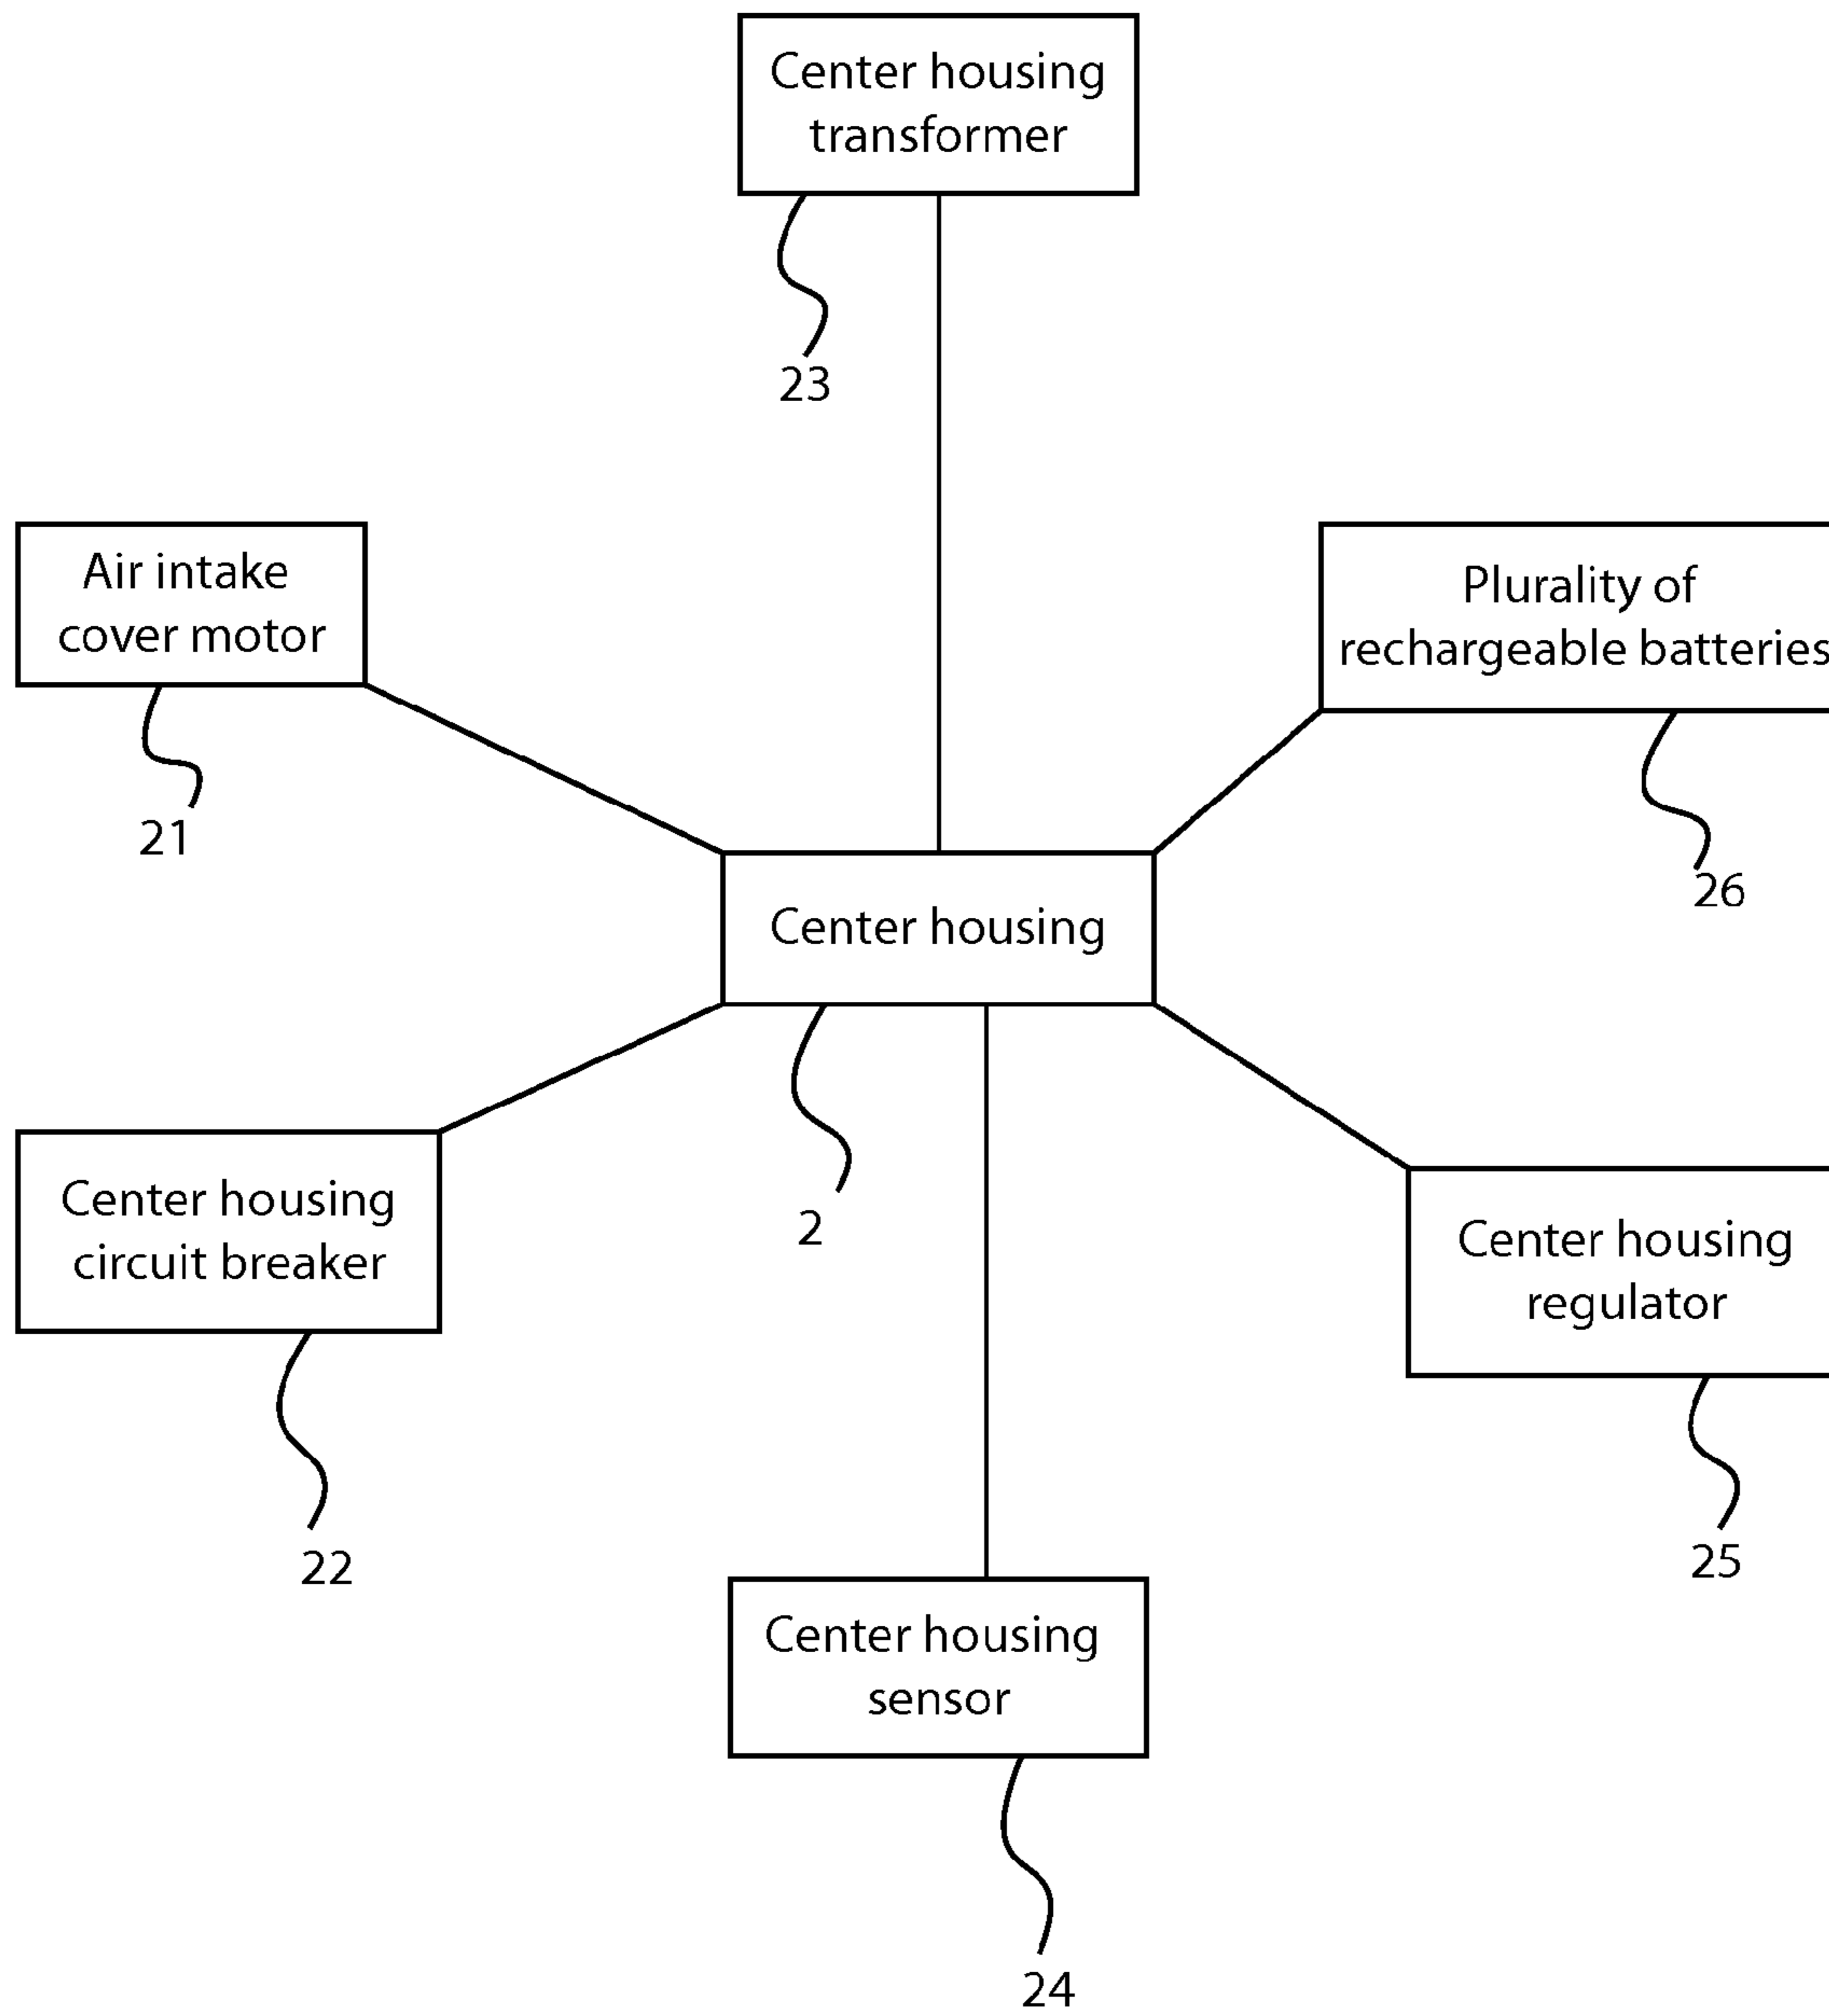 Center housing
transformer
23
Air intake
cover motor
21
Plurality of
rechargeable batteries
26
Center housing
2
Center housing
circuit breaker
22
Center housing
regulator
25
Center housing
sensor
24